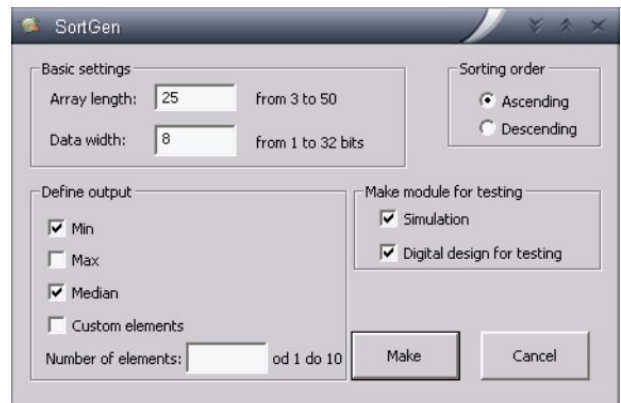 SortGen
Basic settings
Array length: 25 from 3 to 50
Data width: 8 from 1 to 32 bits
Sorting order
Ascending
Descending
Define output
Min
Max
Median
Custom elements
Number of elements: od 1 do 10
Make module for testing
Simulation
Digital design for testing
Make
Cancel